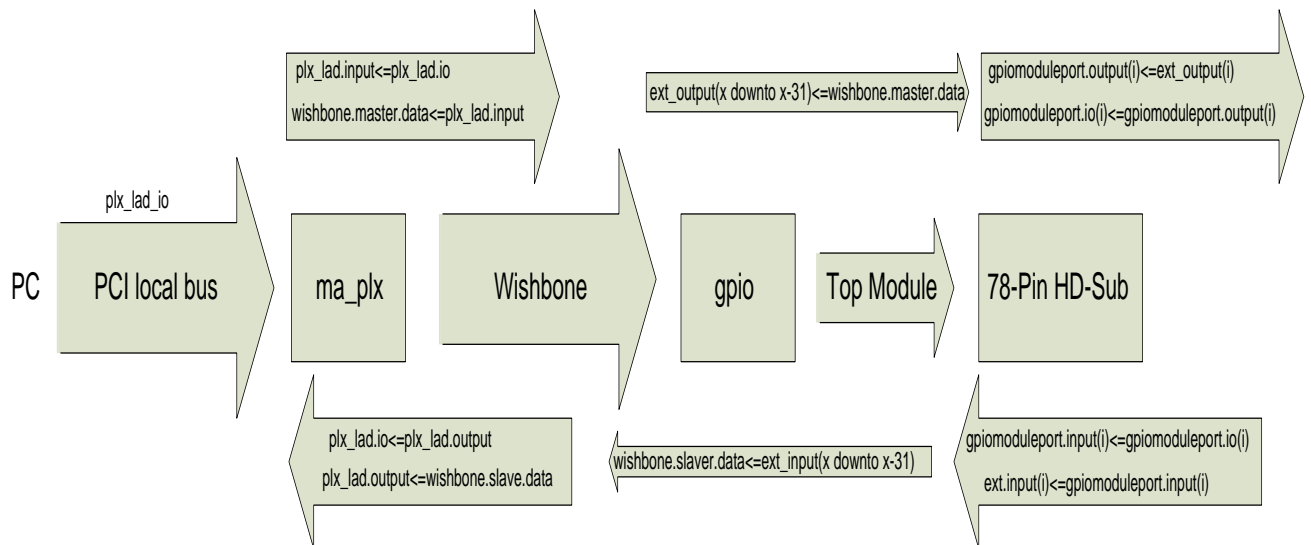 plx_lad.input<=plx_lad.io
wishbone.master.data<=plx_lad.input
ext_output(x downto x-31)<=wishbone.master.data
gpiomoduleport.output(i)<=ext_output(i)
gpiomoduleport.io(i)<=gpiomoduleport.output(i)
plx_lad_io
PC
PCI local bus
ma_plx
Wishbone
gpio
Top Module
78-Pin HD-Sub
plx_lad.io<=plx_lad.output
plx_lad.output<=wishbone.slave.data
wishbone.slaver.data<=ext_input(x downto x-31)
gpiomoduleport.input(i)<=gpiomoduleport.io(i)
ext.input(i)<=gpiomoduleport.input(i)